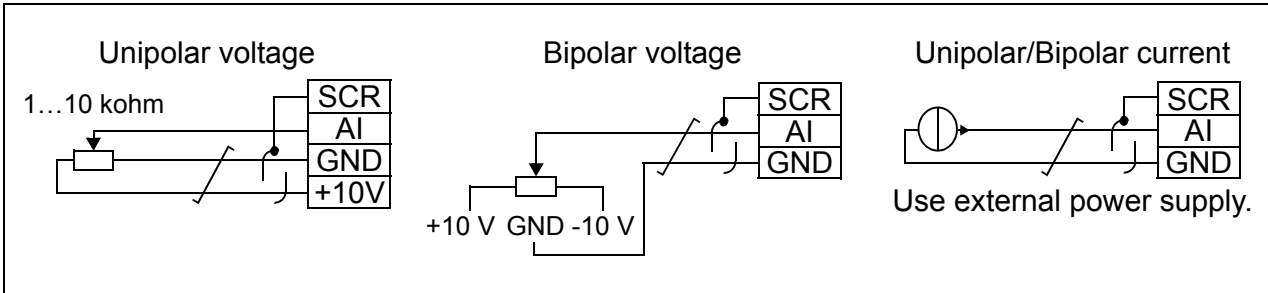 Unipolar voltage
1…10 kohm
SCR
AI
GND
+10V
Bipolar voltage
SCR
AI
GND
+10 V GND -10 V
Unipolar/Bipolar current
SCR
AI
GND
Use external power supply.